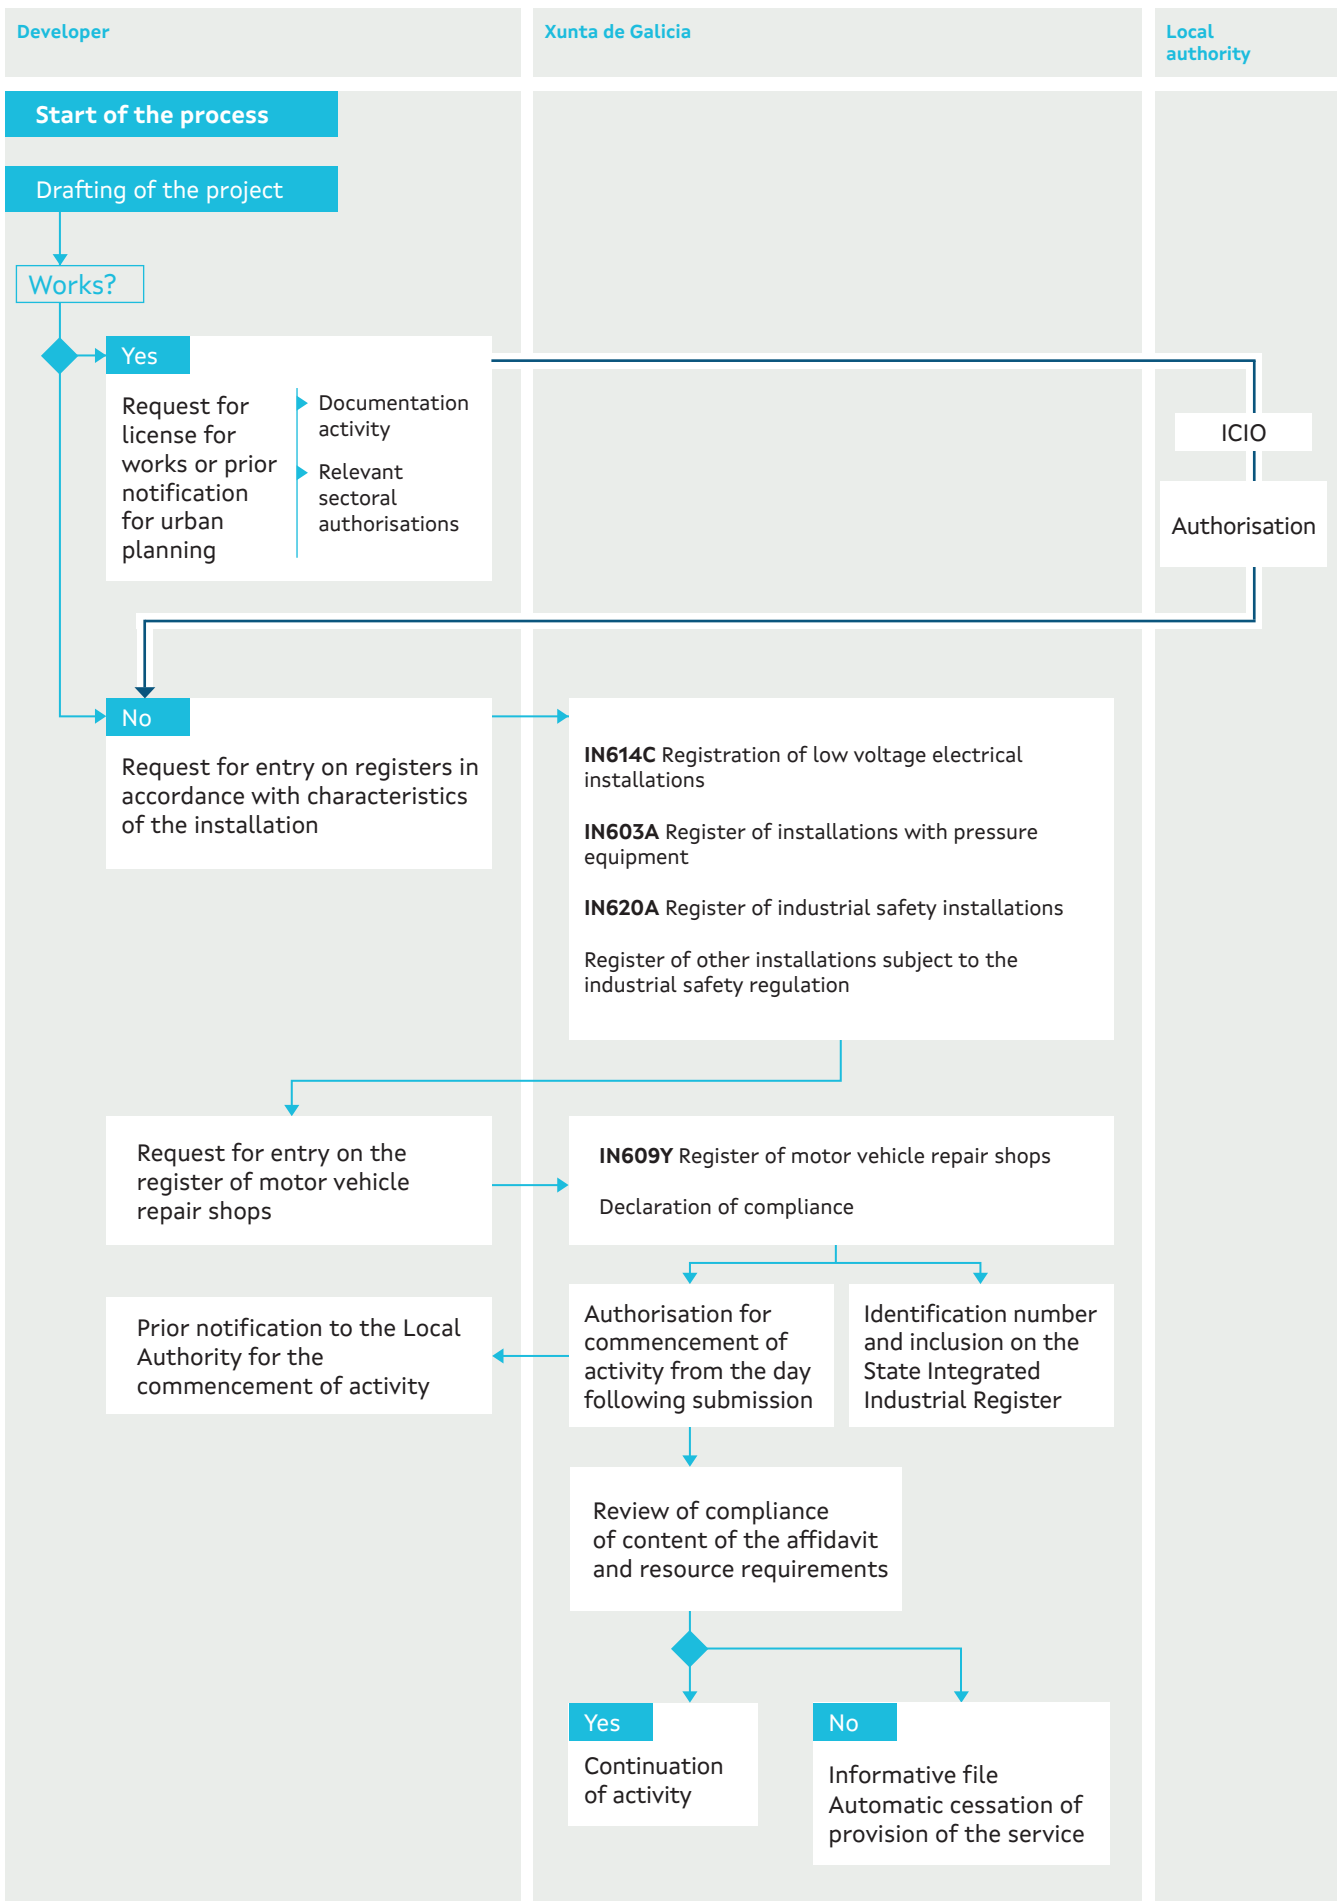 Developer
Xunta de Galicia
Local
authority
Start of the process
Drafting of the project
Works?
Yes
Request for
license for
works or prior
notification
for urban
planning
Documentation
activity
Relevant
sectoral
authorisations
ICIO
Authorisation
No
Request for entry on registers in
accordance with characteristics
of the installation
IN614C Registration of low voltage electrical
installations
IN603A Register of installations with pressure
equipment
IN620A Register of industrial safety installations
Register of other installations subject to the
industrial safety regulation
Request for entry on the
register of motor vehicle
repair shops
IN609Y Register of motor vehicle repair shops
Declaration of compliance
Prior notification to the Local
Authority for the
commencement of activity
Authorisation for
commencement of
activity from the day
following submission
Identification number
and inclusion on the
State Integrated
Industrial Register
Review of compliance
of content of the affidavit
and resource requirements
Yes
Continuation
of activity
No
Informative file
Automatic cessation of
provision of the service